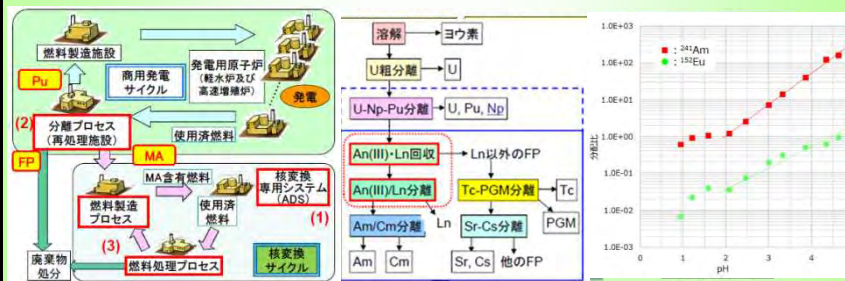 燃料製造施設
発電用原子炉
(軽水炉及び
高速増殖炉)
Pu
商用発電
サイクル
発電
(2)
分離プロセス
(再処理施設)
使用済燃料
FP
MA
MA含有燃料
核変換
専用システム
(ADS)
燃料製造
プロセス
使用済
燃料
(1)
(3)
廃棄物
処分
燃料処理プロセス
核変換
サイクル
溶解
ヨウ素
U粗分離
U
U-Np-Pu分離
U, Pu, Np
An(III)・Ln回収
Ln以外のFP
An(III)/Ln分離
Tc-PGM分離
Tc
Ln
PGM
Am/Cm分離
Sr-Cs分離
Am
Cm
Sr, Cs
他のFP
1.0E+03
1.0E+02
1.0E+01
1.0E+00
1.0E-01
1.0E-02
1.0E-03
: ²⁴¹Am
: ¹⁵²Eu
分配比
0
1
2
3
4
pH